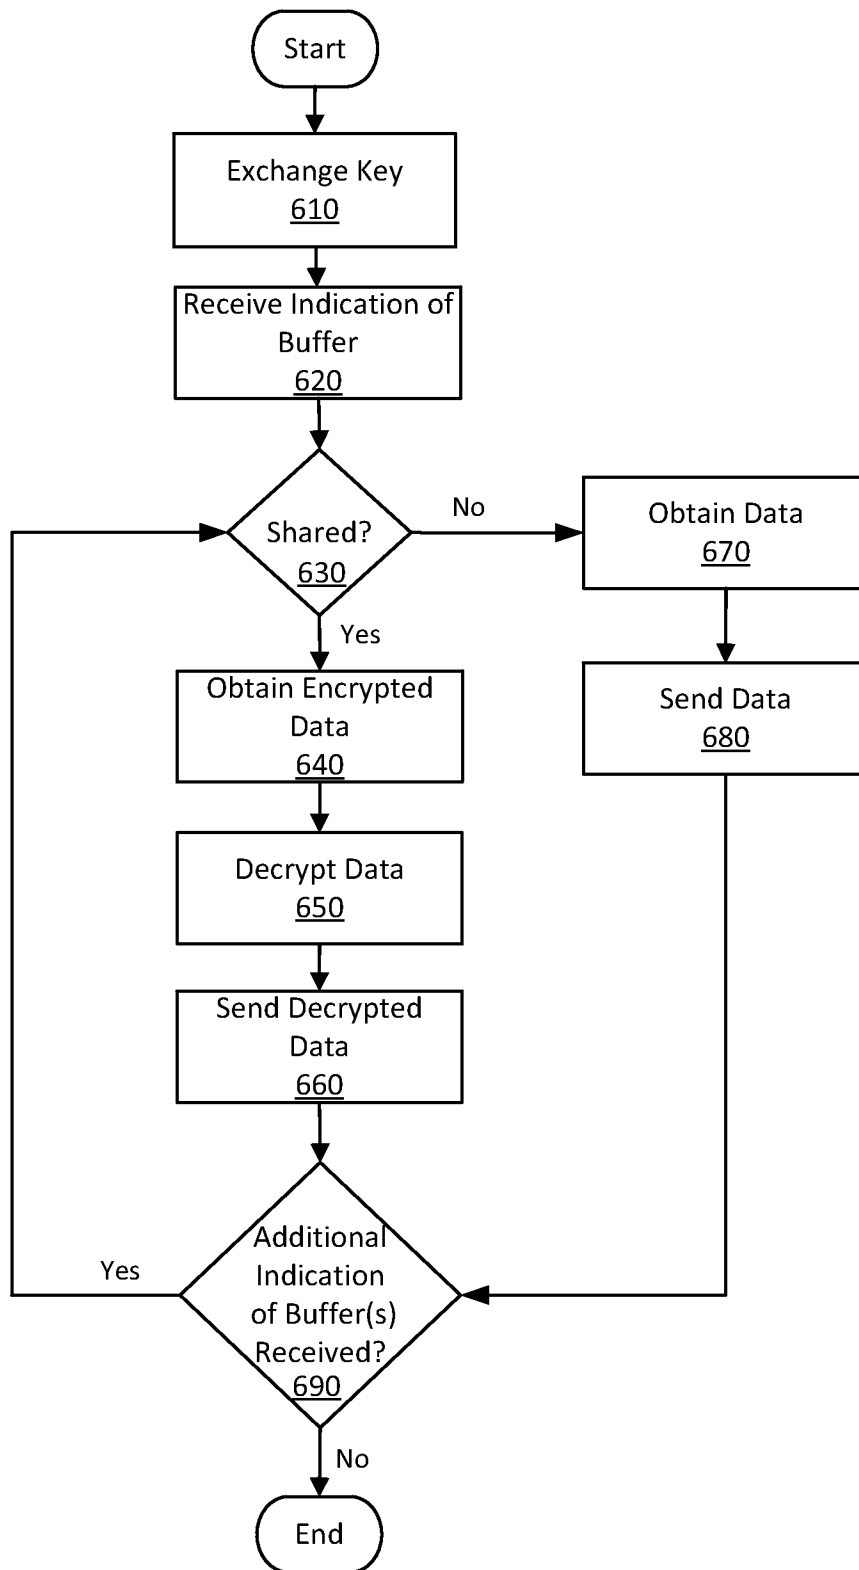 Start
Exchange Key
610
Receive Indication of
Buffer
620
Shared?
630
No
Yes
Obtain Data
670
Send Data
680
Obtain Encrypted
Data
640
Decrypt Data
650
Send Decrypted
Data
660
Additional
Indication
of Buffer(s)
Received?
690
Yes
No
End